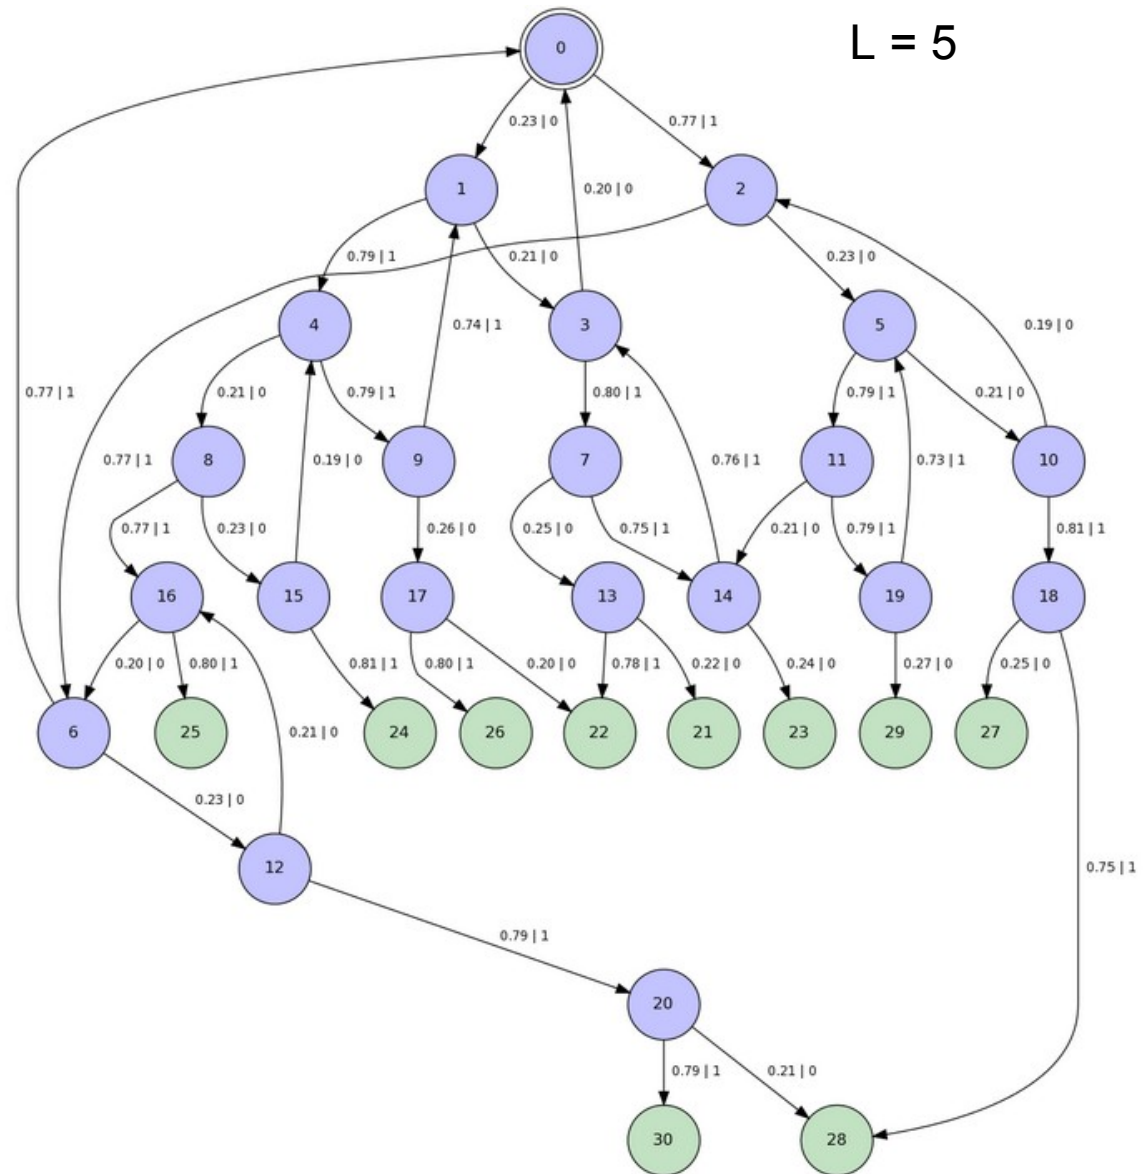 L = 5
0
0.23 | 0
0.77 | 1
1
2
0.20 | 0
0.79 | 1
0.21 | 0
0.23 | 0
4
3
5
0.74 | 1
0.19 | 0
0.77 | 1
0.21 | 0
0.79 | 1
0.80 | 1
0.79 | 1
0.21 | 0
0.77 | 1
8
0.19 | 0
9
7
0.76 | 1
11
0.73 | 1
10
0.77 | 1
0.23 | 0
0.26 | 0
0.25 | 0
0.75 | 1
0.21 | 0
0.79 | 1
0.81 | 1
16
15
17
13
14
19
18
0.20 | 0
0.80 | 1
0.81 | 1
0.80 | 1
0.20 | 0
0.78 | 1
0.22 | 0
0.24 | 0
0.27 | 0
0.25 | 0
6
25
0.21 | 0
24
26
22
21
23
29
27
0.23 | 0
12
0.75 | 1
0.79 | 1
20
0.79 | 1
0.21 | 0
30
28